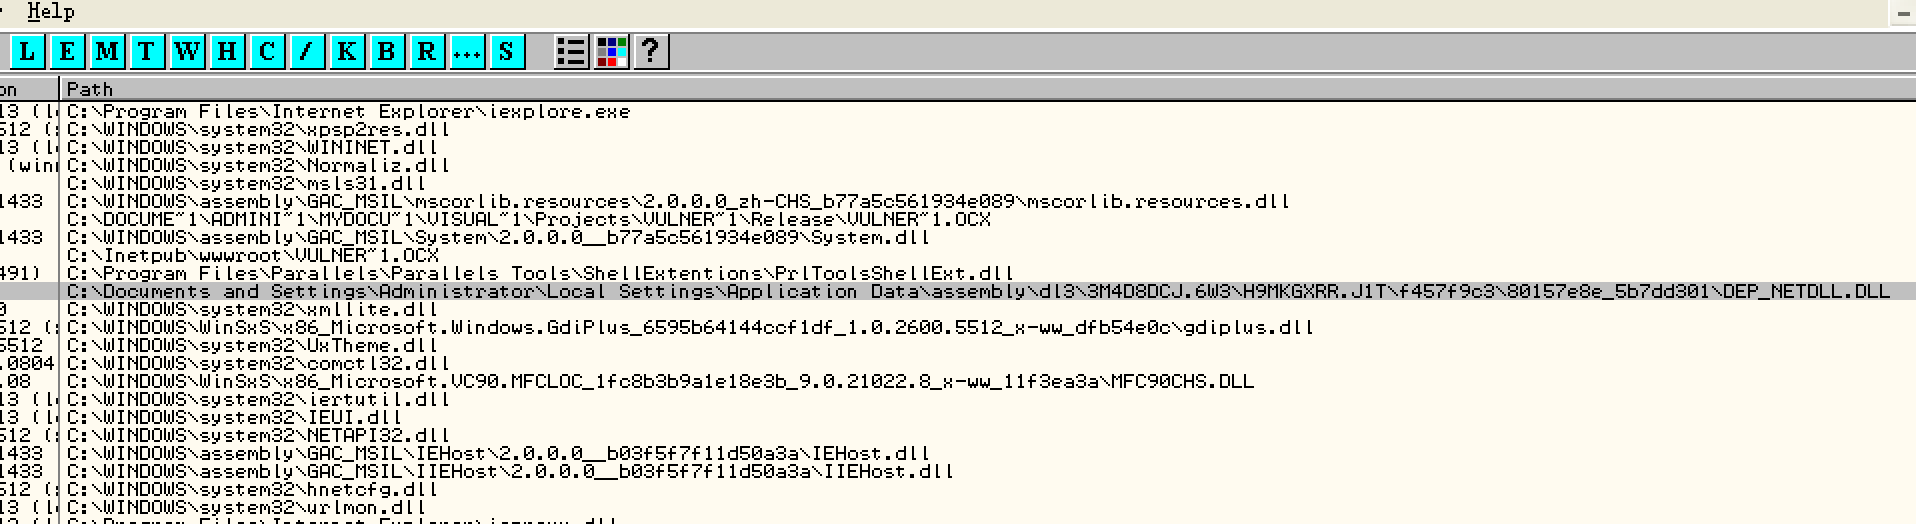 Help
L E M T W H C / K B R ... S ?
on Path
13 (l C:\Program Files\Internet Explorer\iexplore.exe
512 ( C:\WINDOWS\system32\xpsp2res.dll
13 (l C:\WINDOWS\system32\WININET.dll
(win C:\WINDOWS\system32\Normaliz.dll
C:\WINDOWS\system32\msls31.dll
1433 C:\WINDOWS\assembly\GAC_MSIL\mscorlib.resources\2.0.0.0_zh-CHS_b77a5c561934e089\mscorlib.resources.dll
C:\DOCUME~1\ADMINI~1\MYDOCU~1\VISUAL~1\Projects\VULNER~1\Release\VULNER~1.OCX
1433 C:\WINDOWS\assembly\GAC_MSIL\System\2.0.0.0__b77a5c561934e089\System.dll
C:\Inetpub\wwwroot\VULNER~1.OCX
491) C:\Program Files\Parallels\Parallels Tools\ShellExtentions\PrlToolsShellExt.dll
C:\Documents and Settings\Administrator\Local Settings\Application Data\assembly\dl3\3M4D8DCJ.6W3\H9MKGXRR.J1T\f457f9c3\80157e8e_5b7dd301\DEP_NETDLL.DLL
0 C:\WINDOWS\system32\xmllite.dll
512 ( C:\WINDOWS\WinSxS\x86_Microsoft.Windows.GdiPlus_6595b64144ccf1df_1.0.2600.5512_x-ww_dfb54e0c\gdiplus.dll
5512 C:\WINDOWS\system32\UxTheme.dll
.0804 C:\WINDOWS\system32\comctl32.dll
.08 C:\WINDOWS\WinSxS\x86_Microsoft.VC90.MFCLOC_1fc8b3b9a1e18e3b_9.0.21022.8_x-ww_11f3ea3a\MFC90CHS.DLL
13 (l C:\WINDOWS\system32\iertutil.dll
13 (l C:\WINDOWS\system32\IEUI.dll
512 ( C:\WINDOWS\system32\NETAPI32.dll
1433 C:\WINDOWS\assembly\GAC_MSIL\IEHost\2.0.0.0__b03f5f7f11d50a3a\IEHost.dll
1433 C:\WINDOWS\assembly\GAC_MSIL\IIEHost\2.0.0.0__b03f5f7f11d50a3a\IIEHost.dll
512 ( C:\WINDOWS\system32\hnetcfg.dll
13 (l C:\WINDOWS\system32\urlmon.dll